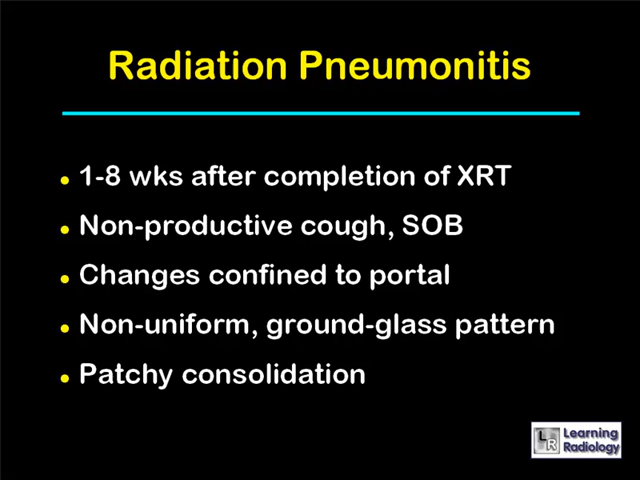 Radiation Pneumonitis
1-8 wks after completion of XRT
Non-productive cough, SOB
Changes confined to portal
Non-uniform, ground-glass pattern
Patchy consolidation
LR
Learning
Radiology